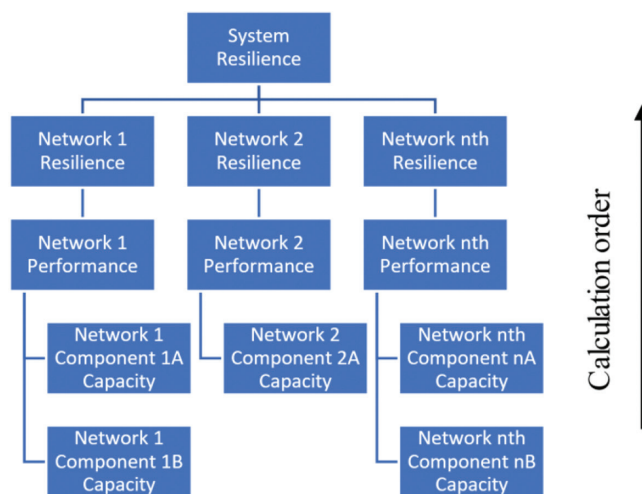 System
Resilience
Network 1
Resilience
Network 2
Resilience
Network nth
Resilience
Network 1
Performance
Network 2
Performance
Network nth
Performance
Network 1
Component 1A
Capacity
Network 2
Component 2A
Capacity
Network nth
Component nA
Capacity
Network 1
Component 1B
Capacity
Network nth
Component nB
Capacity
Calculation order